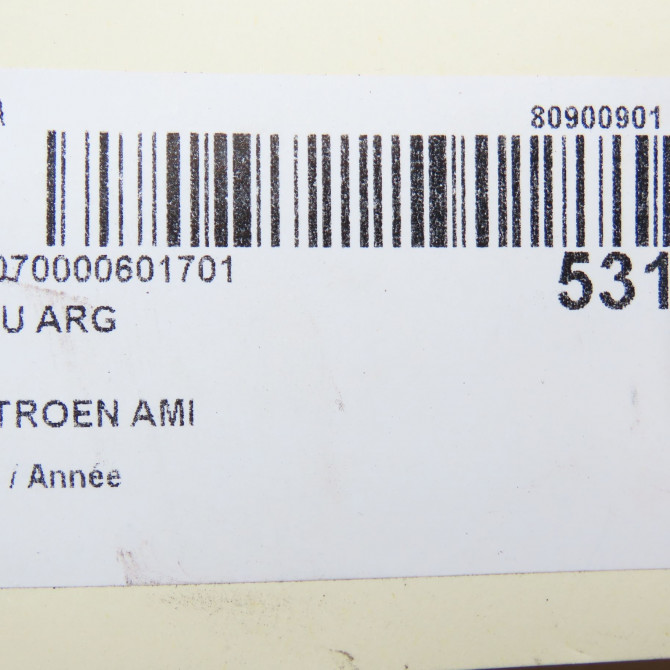 80900901
070000601701
531
U ARG
TROEN AMI
/ Année